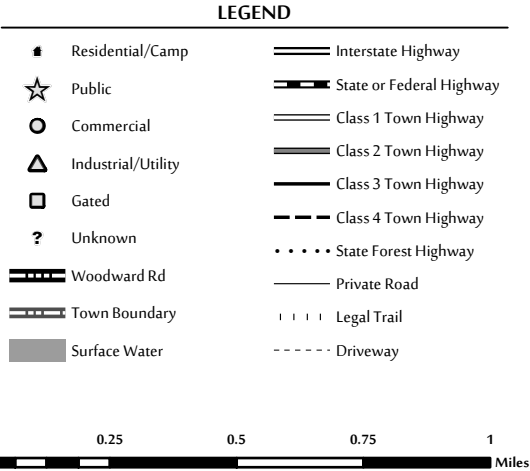 LEGEND
Residential/Camp
Public
Commercial
Industrial/Utility
Gated
? Unknown
Woodward Rd
Town Boundary
Surface Water
Interstate Highway
State or Federal Highway
Class 1 Town Highway
Class 2 Town Highway
Class 3 Town Highway
Class 4 Town Highway
State Forest Highway
Private Road
Legal Trail
Driveway
0.25 0.5 0.75 1
Miles